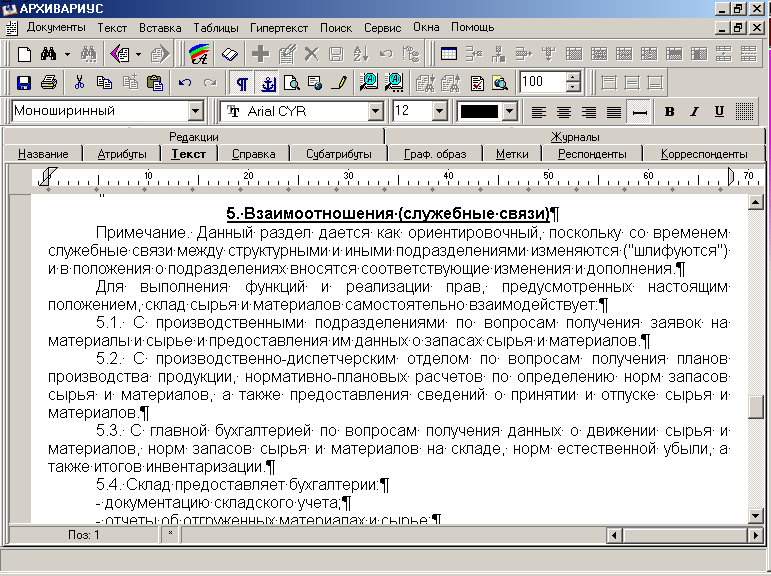 АРХИВАРИУС
Документы Текст Вставка Таблицы Гипертекст Поиск Сервис Окна Помощь
100
Моноширинный Arial CYR 12 B I U
Редакции Журналы
Название Атрибуты Текст Справка Субатрибуты Граф. образ Метки Респонденты Корреспонденты
10 20 30 40 50 60 70
5.·Взаимоотношения·(служебные·связи)¶
Примечание.· Данный· раздел· дается· как· ориентировочный,· поскольку· со· временем·
служебные·связи·между·структурными·и·иными·подразделениями·изменяются·("шлифуются")·
и·в·положения·о·подразделениях·вносятся·соответствующие·изменения·и·дополнения.¶
Для· выполнения· функций· и· реализации· прав,· предусмотренных· настоящим·
положением,·склад·сырья·и·материалов·самостоятельно·взаимодействует:¶
5.1.· С· производственными· подразделениями· по· вопросам· получения· заявок· на·
материалы·и·сырье·и·предоставления·им·данных·о·запасах·сырья·и·материалов.¶
5.2.· С· производственно-диспетчерским· отделом· по· вопросам· получения· планов·
производства· продукции,· нормативно-плановых· расчетов· по· определению· норм· запасов·
сырья· и· материалов,· а· также· предоставления· сведений· о· принятии· и· отпуске· сырья· и·
материалов.¶
5.3.· С· главной· бухгалтерией· по· вопросам· получения· данных· о· движении· сырья· и·
материалов,· норм· запасов· сырья· и· материалов· на· складе,· норм· естественной· убыли,· а·
также·итогов·инвентаризации.¶
5.4.·Склад·предоставляет·бухгалтерии:¶
-·документацию·складского·учета;¶
-·отчеты·об·отгруженных·материалах·и·сырье;¶
Поз: 1 *